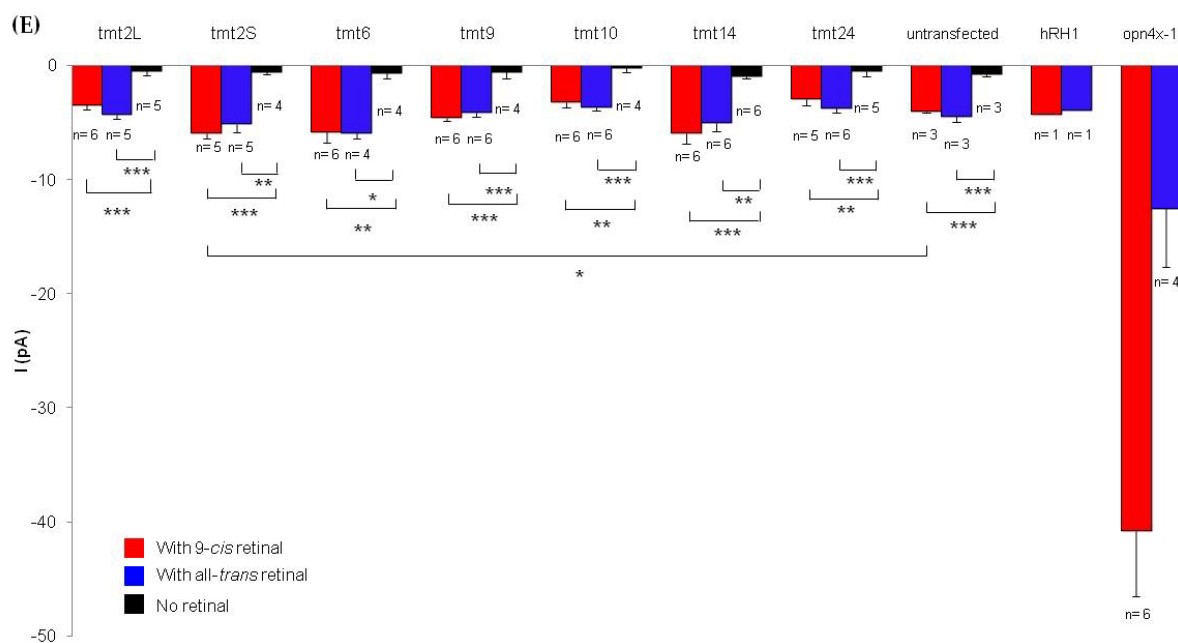 (E)
tmt2L tmt2S tmt6 tmt9 tmt10 tmt14 tmt24 untransfected hRH1 opn4x-1
0
n= 5 n= 4 n= 4 n= 4 n= 4 n= 6 n= 5 n= 3
n= 6 n= 5 n= 5 n= 5 n= 6 n= 4 n= 6 n= 6 n= 6 n= 6 n= 6 n= 6 n= 5 n= 6 n= 3 n= 3 n= 1 n= 1
*** ** * *** *** ** *** ***
-10
*** *** ** *** ** *** ** ***
*
-20
n= 4
I (pA)
-30
-40
With 9-cis retinal
With all-trans retinal
No retinal
n= 6
-50